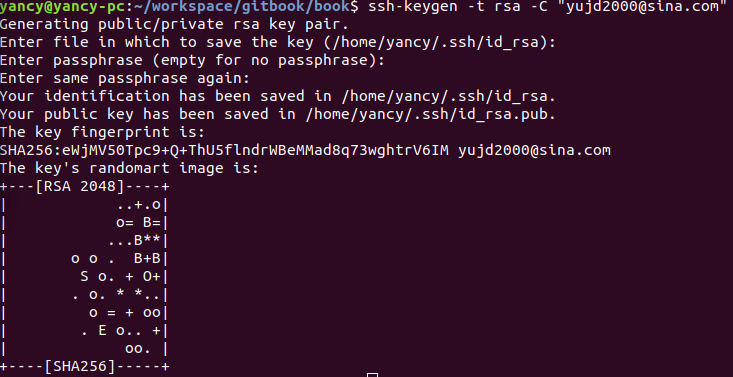 yancy@yancy-pc:~/workspace/gitbook/book$ ssh-keygen -t rsa -C "yujd2000@sina.com"
Generating public/private rsa key pair.
Enter file in which to save the key (/home/yancy/.ssh/id_rsa):
Enter passphrase (empty for no passphrase):
Enter same passphrase again:
Your identification has been saved in /home/yancy/.ssh/id_rsa.
Your public key has been saved in /home/yancy/.ssh/id_rsa.pub.
The key fingerprint is:
SHA256:eWjMV50Tpc9+Q+ThU5flndrWBeMMad8q73wghtrV6IM yujd2000@sina.com
The key's randomart image is:
+---[RSA 2048]----+
|             ..+.o|
|             o= B=|
|            ...B**|
|       o o .  B+B|
|        S o. + O+|
|       . o. * *..|
|         o = + oo|
|        . E o.. +|
|             oo. |
+----[SHA256]-----+